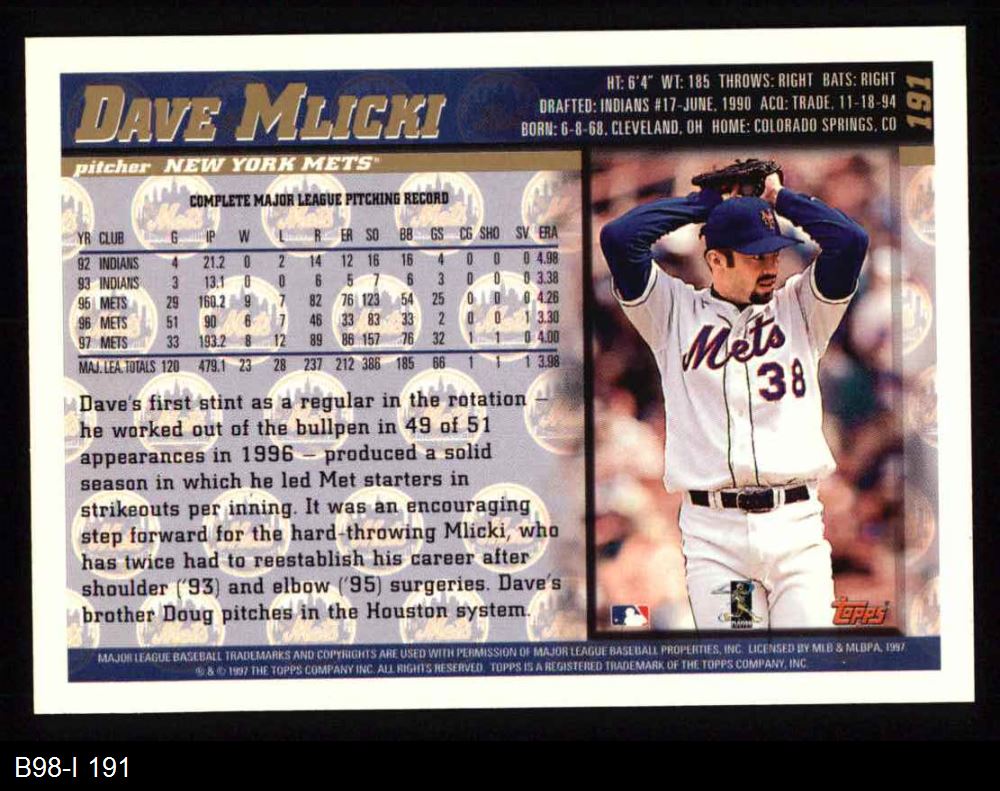 DAVE MLICKI
HT: 6'4" WT: 185 THROWS: RIGHT BATS: RIGHT
DRAFTED: INDIANS #17-JUNE, 1990 ACQ: TRADE, 11-18-94
BORN: 6-8-68, CLEVELAND, OH HOME: COLORADO SPRINGS, CO
191
pitcher NEW YORK METS
COMPLETE MAJOR LEAGUE PITCHING RECORD
YR CLUB G IP W L R ER SO BB GS CG SHO SV ERA
92 INDIANS 4 21.2 0 2 14 12 16 16 4 0 0 0 4.98
93 INDIANS 3 13.1 0 0 6 5 7 6 3 0 0 0 3.38
95 METS 29 160.2 9 7 82 76 123 54 25 0 0 0 4.26
96 METS 51 90 6 7 46 33 83 33 2 0 0 1 3.30
97 METS 33 193.2 8 12 89 86 157 76 32 1 1 0 4.00
MAJ. LEA. TOTALS 120 479.1 23 28 237 212 386 185 66 1 1 1 3.98
Dave's first stint as a regular in the rotation –
he worked out of the bullpen in 49 of 51
appearances in 1996 – produced a solid
season in which he led Met starters in
strikeouts per inning. It was an encouraging
step forward for the hard-throwing Mlicki, who
has twice had to reestablish his career after
shoulder ('93) and elbow ('95) surgeries. Dave's
brother Doug pitches in the Houston system.
Mets
38
Topps
MAJOR LEAGUE BASEBALL TRADEMARKS AND COPYRIGHTS ARE USED WITH PERMISSION OF MAJOR LEAGUE BASEBALL PROPERTIES, INC. LICENSED BY MLB & MLBPA, 1997
® & © 1997 THE TOPPS COMPANY INC. ALL RIGHTS RESERVED. TOPPS IS A REGISTERED TRADEMARK OF THE TOPPS COMPANY, INC.
B98-I 191